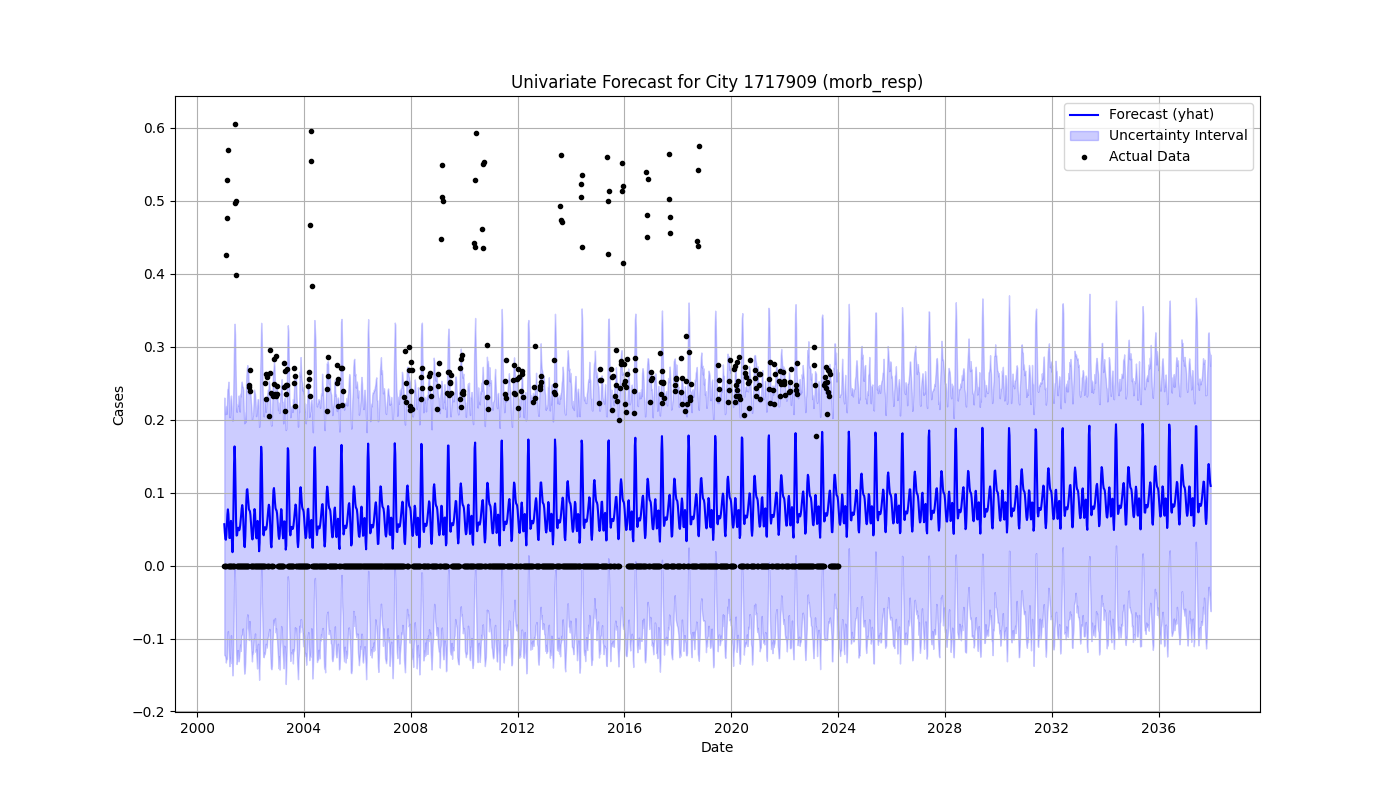 Univariate Forecast for City 1717909 (morb_resp)
Forecast (yhat)
Uncertainty Interval
Actual Data
Cases
0.6
0.5
0.4
0.3
0.2
0.1
0.0
−0.1
−0.2
2000 2004 2008 2012 2016 2020 2024 2028 2032 2036
Date